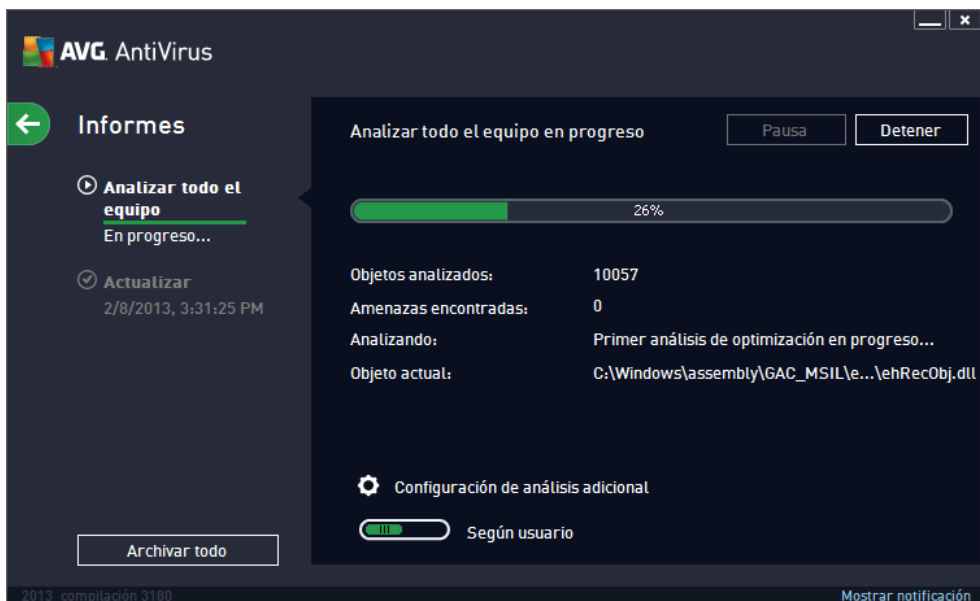 AVG AntiVirus
Informes
Analizar todo el equipo en progreso
Pausa
Detener
Analizar todo el
equipo
En progreso...
26%
Actualizar
2/8/2013, 3:31:25 PM
Objetos analizados: 10057
Amenazas encontradas: 0
Analizando: Primer análisis de optimización en progreso...
Objeto actual: C:\Windows\assembly\GAC_MSIL\e...\ehRecObj.dll
Configuración de análisis adicional
Según usuario
Archivar todo
2013 compilación 3180
Mostrar notificación